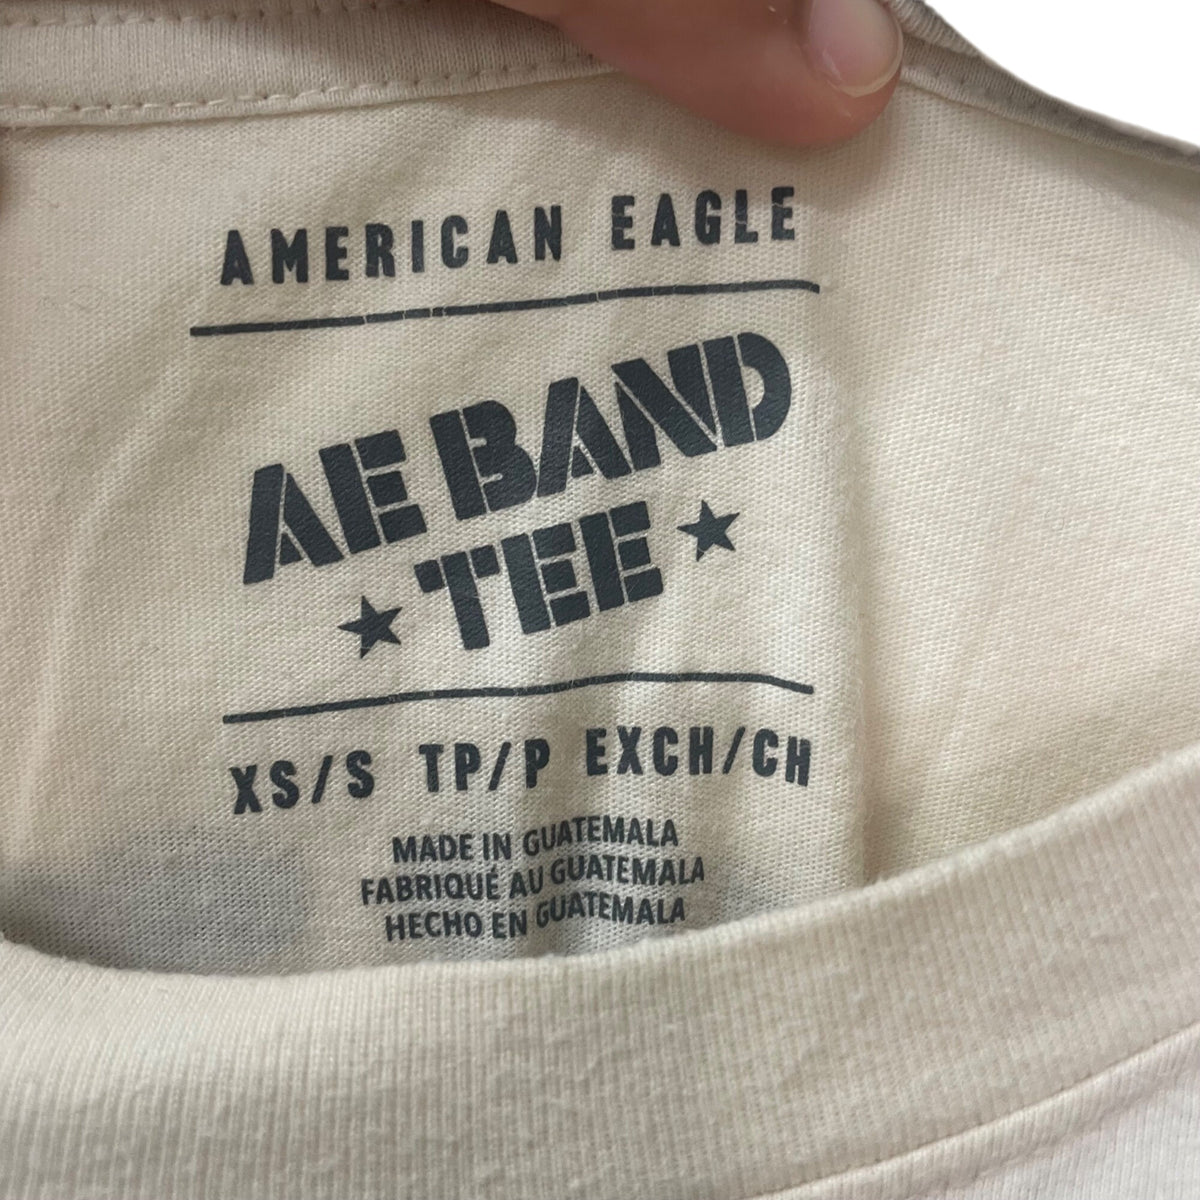 AMERICAN EAGLE
AE BAND
TEE
XS/S TP/P EXCH/CH
MADE IN GUATEMALA
FABRIQUÉ AU GUATEMALA
HECHO EN GUATEMALA